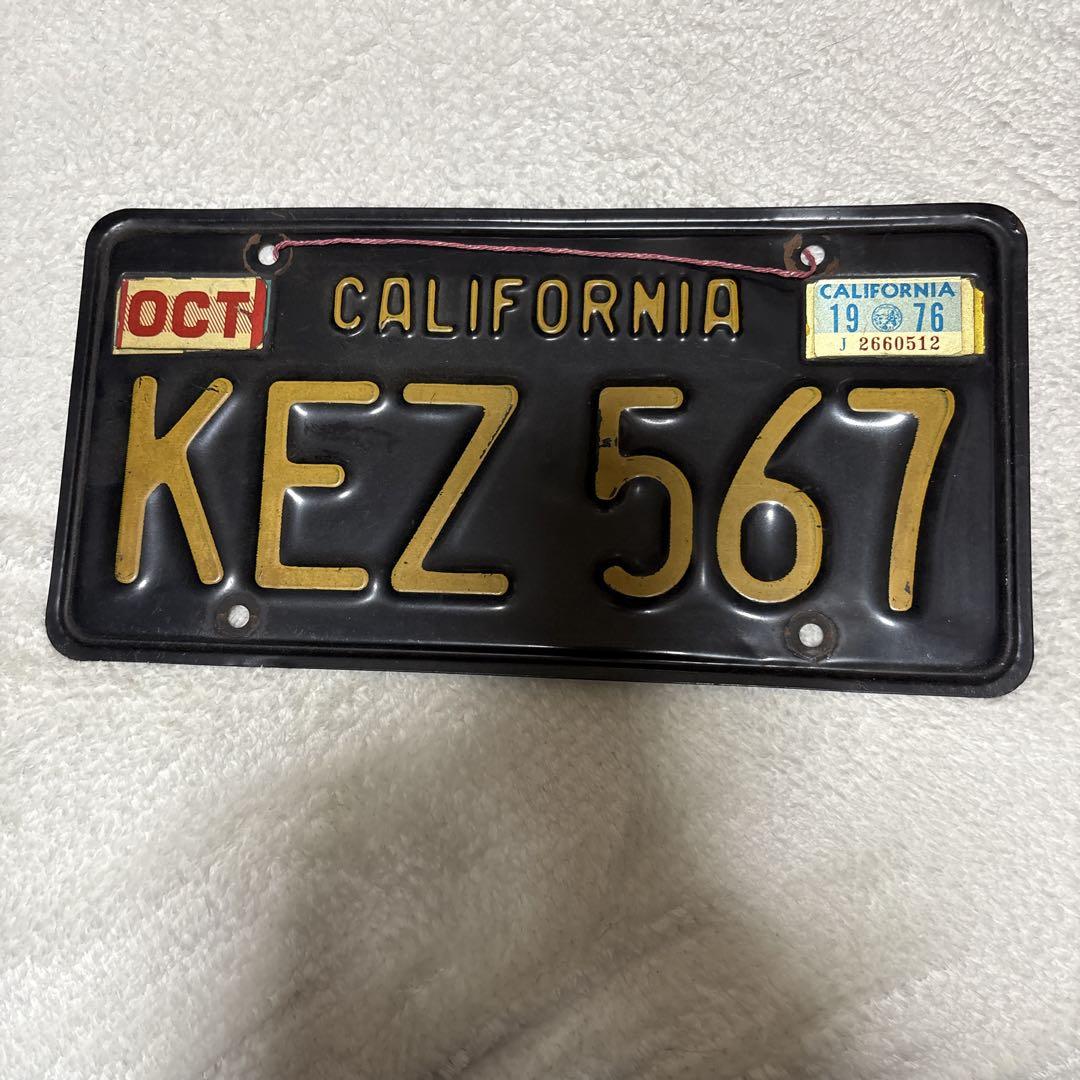 OCT
CALIFORNIA
CALIFORNIA
19 76
J 2660512
KEZ 567